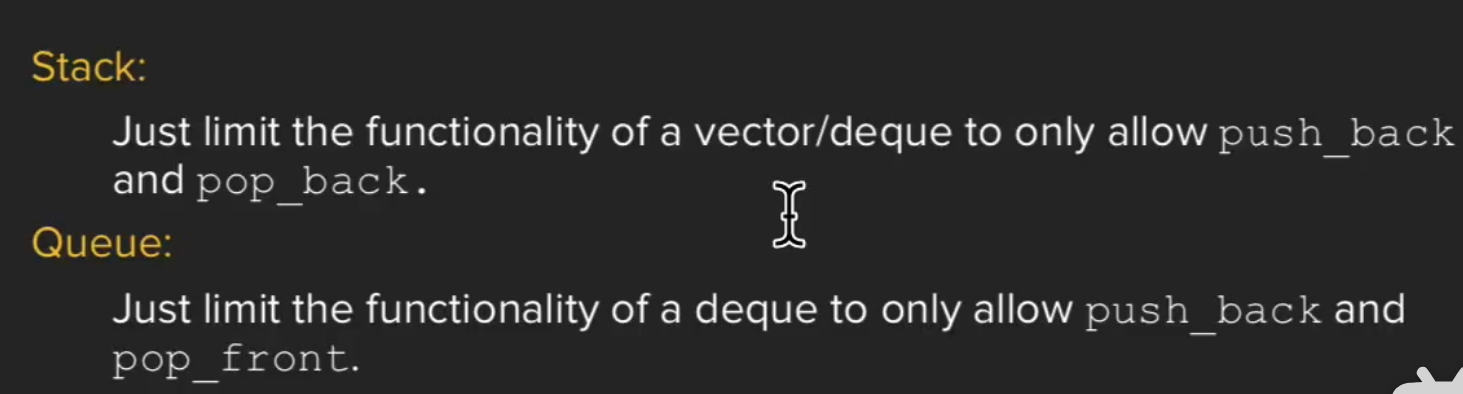 Stack:
Just limit the functionality of a vector/deque to only allow push_back
and pop_back.
Queue:
Just limit the functionality of a deque to only allow push_back and
pop_front.